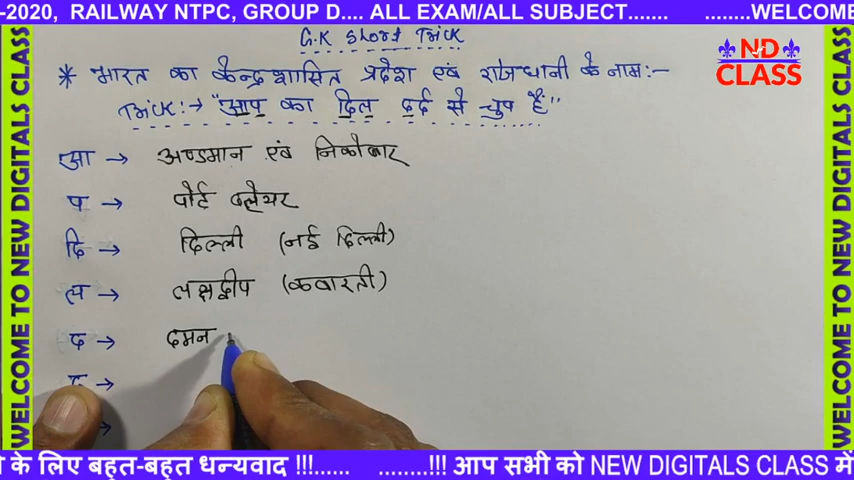 -2020, RAILWAY NTPC, GROUP D.... ALL EXAM/ALL SUBJECT....... ........WELCOME
G.K Short Trick
* भारत का केन्द्रशासित प्रदेश एवं राजधानी के नाम:-
Trick:→ "आप का दिल दर्द से चुप है"
ND
CLASS
आ → अण्डमान एवं निकोबार
प → पोर्ट ब्लेयर
दि → दिल्ली (नई दिल्ली)
ल → लक्षद्वीप (कवारती)
द → दमन
द →
→
WELCOME TO NEW DIGITALS CLASS
WELCOME TO NEW DIGITALS CLASS
के लिए बहुत-बहुत धन्यवाद !!!...... ........!!! आप सभी को NEW DIGITALS CLASS में